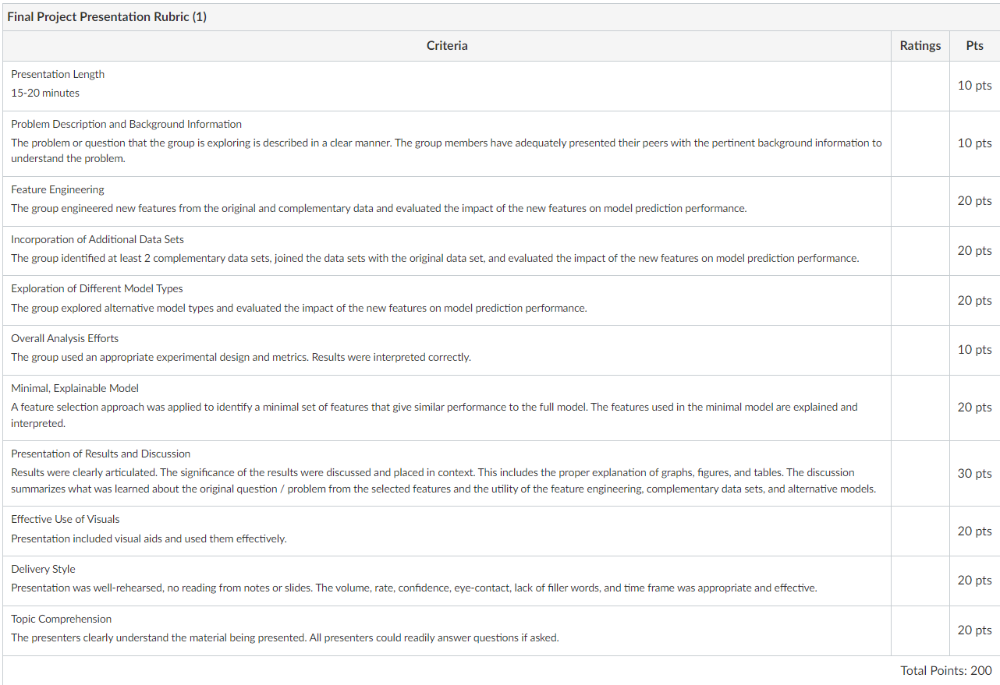 Final Project Presentation Rubric (1)
Criteria
Ratings
Pts
Presentation Length
15-20 minutes
10 pts
Problem Description and Background Information
The problem or question that the group is exploring is described in a clear manner. The group members have adequately presented their peers with the pertinent background information to
understand the problem.
10 pts
Feature Engineering
The group engineered new features from the original and complementary data and evaluated the impact of the new features on model prediction performance.
20 pts
Incorporation of Additional Data Sets
The group identified at least 2 complementary data sets, joined the data sets with the original data set, and evaluated the impact of the new features on model prediction performance.
20 pts
Exploration of Different Model Types
The group explored alternative model types and evaluated the impact of the new features on model prediction performance.
20 pts
Overall Analysis Efforts
The group used an appropriate experimental design and metrics. Results were interpreted correctly.
10 pts
Minimal, Explainable Model
A feature selection approach was applied to identify a minimal set of features that give similar performance to the full model. The features used in the minimal model are explained and
interpreted.
20 pts
Presentation of Results and Discussion
Results were clearly articulated. The significance of the results were discussed and placed in context. This includes the proper explanation of graphs, figures, and tables. The discussion
summarizes what was learned about the original question / problem from the selected features and the utility of the feature engineering, complementary data sets, and alternative models.
30 pts
Effective Use of Visuals
Presentation included visual aids and used them effectively.
20 pts
Delivery Style
Presentation was well-rehearsed, no reading from notes or slides. The volume, rate, confidence, eye-contact, lack of filler words, and time frame was appropriate and effective.
20 pts
Topic Comprehension
The presenters clearly understand the material being presented. All presenters could readily answer questions if asked.
20 pts
Total Points: 200